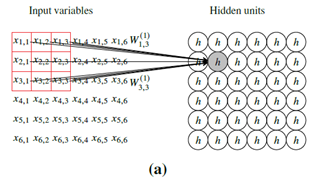 Input variables Hidden units
x1,1 x1,2 x1,3 x1,4 x1,5 x1,6 W(1)1,3 h h h h h h
x2,1 x2,2 x2,3 x2,4 x2,5 x2,6 h h h h h h
x3,1 x3,2 x3,3 x3,4 x3,5 x3,6 W(1)3,3 h h h h h h
x4,1 x4,2 x4,3 x4,4 x4,5 x4,6 h h h h h h
x5,1 x5,2 x5,3 x5,4 x5,5 x5,6 h h h h h h
x6,1 x6,2 x6,3 x6,4 x6,5 x6,6 h h h h h h
(a)